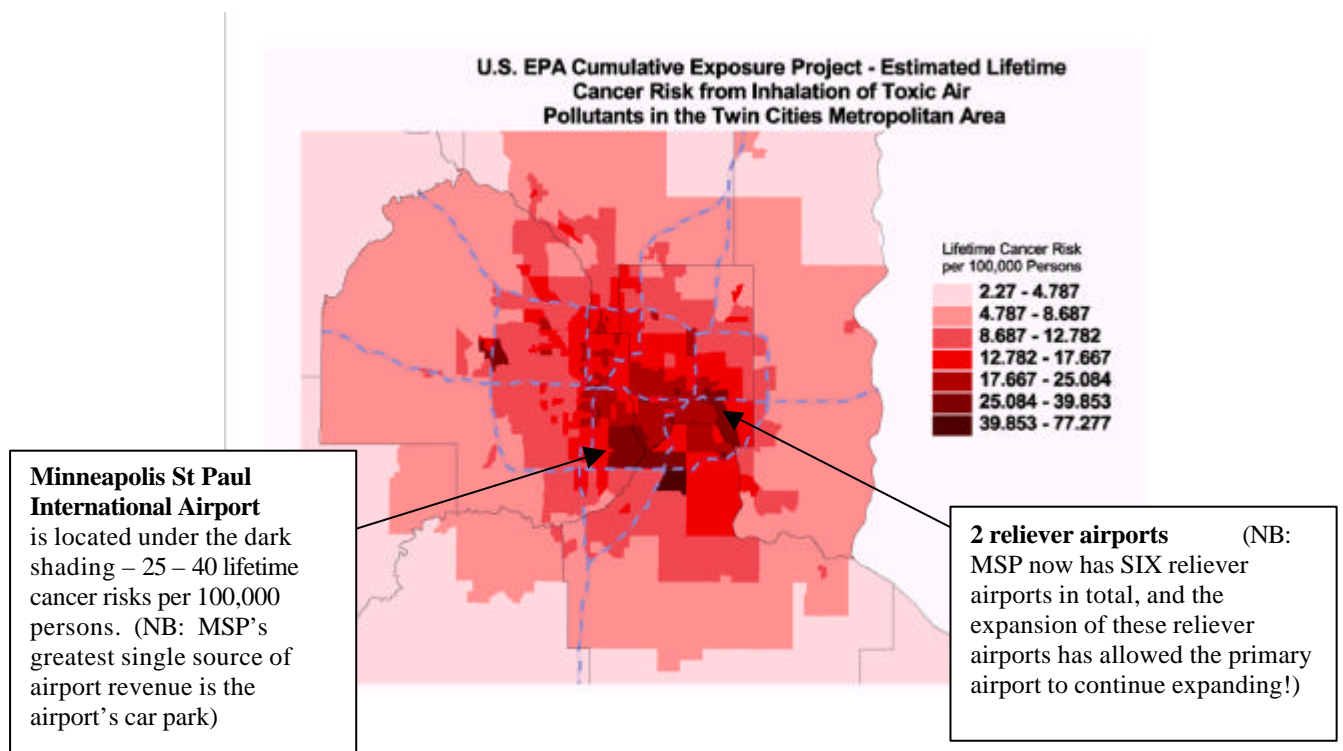 U.S. EPA Cumulative Exposure Project - Estimated Lifetime
Cancer Risk from Inhalation of Toxic Air
Pollutants in the Twin Cities Metropolitan Area
Lifetime Cancer Risk
per 100,000 Persons
2.27 - 4.787
4.787 - 8.687
8.687 - 12.782
12.782 - 17.667
17.667 - 25.084
25.084 - 39.853
39.853 - 77.277
Minneapolis St Paul
International Airport
is located under the dark
shading – 25 – 40 lifetime
cancer risks per 100,000
persons. (NB: MSP's
greatest single source of
airport revenue is the
airport's car park)
2 reliever airports (NB:
MSP now has SIX reliever
airports in total, and the
expansion of these reliever
airports has allowed the primary
airport to continue expanding!)